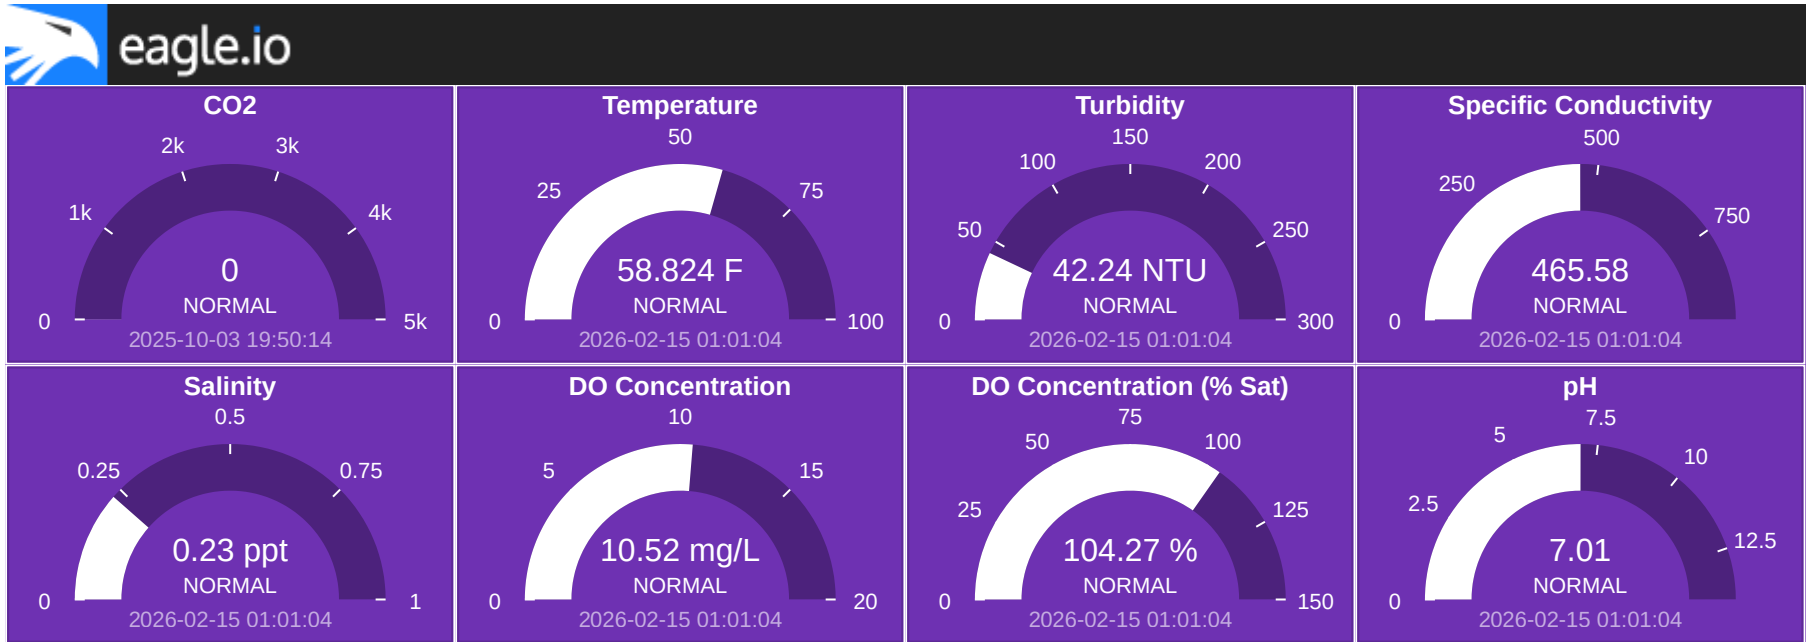 eagle.io
CO2
0
1k
2k
3k
4k
5k
0
NORMAL
2025-10-03 19:50:14
Temperature
0
25
50
75
100
58.824 F
NORMAL
2026-02-15 01:01:04
Turbidity
0
50
100
150
200
250
300
42.24 NTU
NORMAL
2026-02-15 01:01:04
Specific Conductivity
0
250
500
750
465.58
NORMAL
2026-02-15 01:01:04
Salinity
0
0.25
0.5
0.75
1
0.23 ppt
NORMAL
2026-02-15 01:01:04
DO Concentration
0
5
10
15
20
10.52 mg/L
NORMAL
2026-02-15 01:01:04
DO Concentration (% Sat)
0
25
50
75
100
125
150
104.27 %
NORMAL
2026-02-15 01:01:04
pH
0
2.5
5
7.5
10
12.5
7.01
NORMAL
2026-02-15 01:01:04